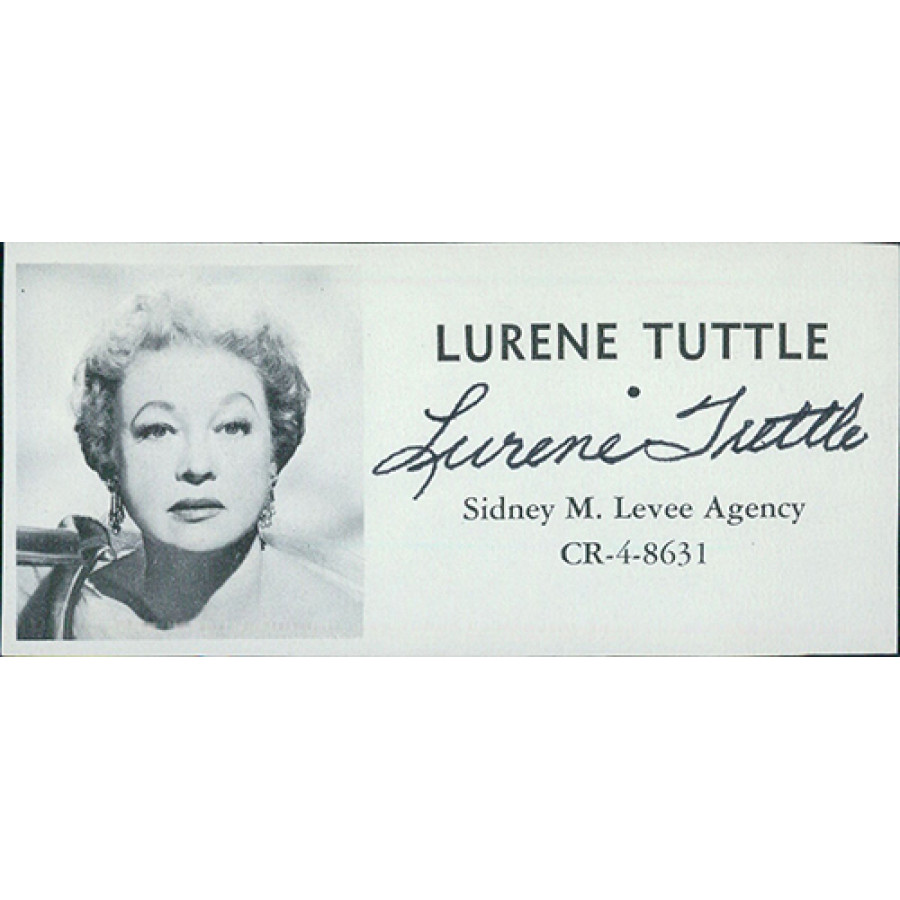 LURENE TUTTLE
Lurene Tuttle
Sidney M. Levee Agency
CR-4-8631